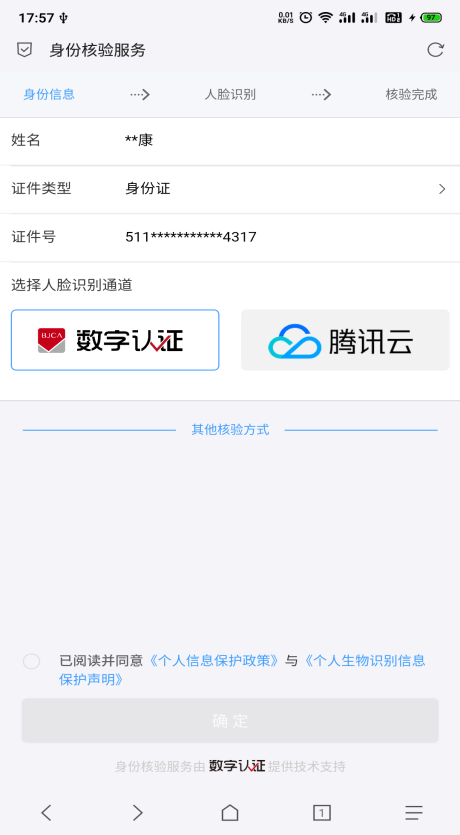 17:57 0.01 KB/S 4G 4G HD 1 97
身份核验服务
身份信息 人脸识别 核验完成
姓名 **康
证件类型 身份证
证件号 511***********4317
选择人脸识别通道
BJCA 数字认证 腾讯云
其他核验方式
已阅读并同意《个人信息保护政策》与《个人生物识别信息
保护声明》
确 定
身份核验服务由 数字认证 提供技术支持
1